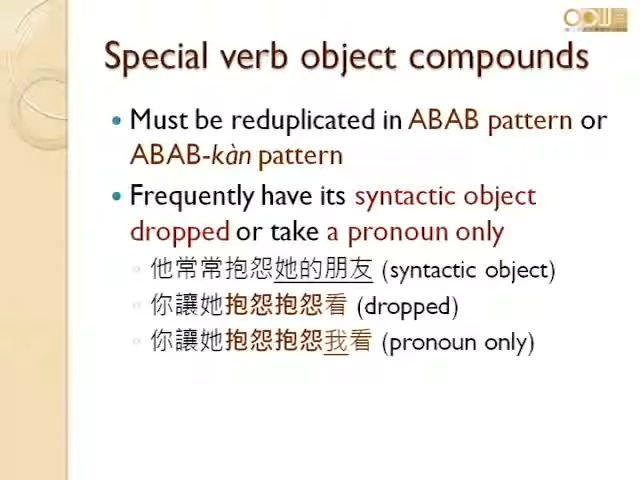 Special verb object compounds
Must be reduplicated in ABAB pattern or
ABAB-kàn pattern
Frequently have its syntactic object
dropped or take a pronoun only
他常常抱怨她的朋友 (syntactic object)
你讓她抱怨抱怨看 (dropped)
你讓她抱怨抱怨我看 (pronoun only)